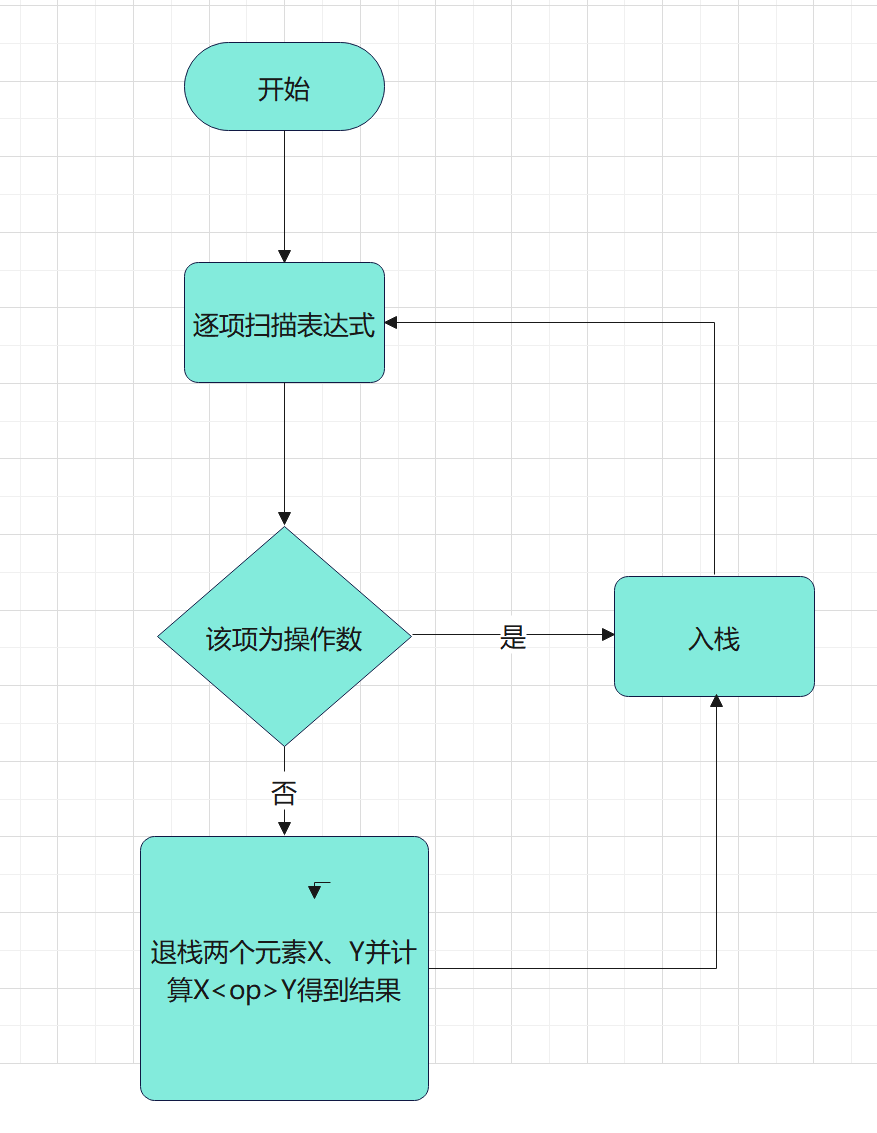 开始
逐项扫描表达式
该项为操作数
是
入栈
否
退栈两个元素X、Y并计
算X<op>Y得到结果